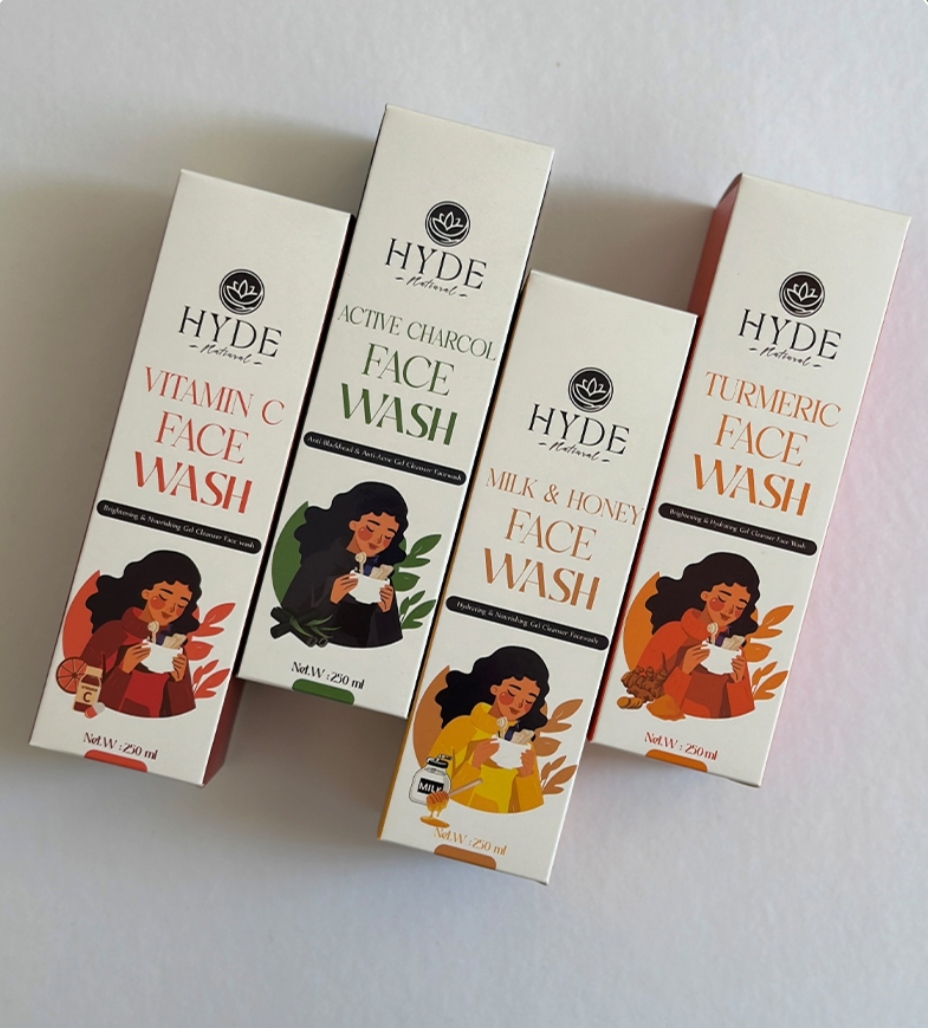 HYDE
Natural
VITAMIN C
FACE
WASH
Brightening & Nourishing Gel Cleanser Face wash
VITAMIN
C
Net.W : 250 ml
HYDE
Natural
ACTIVE CHARCOL
FACE
WASH
Anti-Blackhead & Anti-Acne Gel Cleanser Facewash
Net.W : 250 ml
HYDE
Natural
MILK & HONEY
FACE
WASH
Hydrating & Nourishing Gel Cleanser Facewash
MILK
Net.W : 250 ml
HYDE
Natural
TURMERIC
FACE
WASH
Brightening & Hydrating Gel Cleanser Face Wash
Net.W : 250 ml